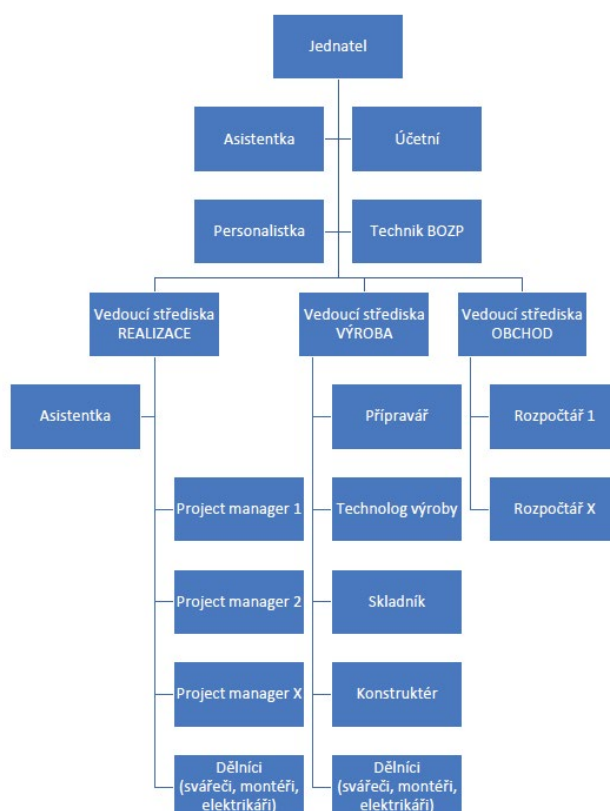 Jednatel
Asistentka
Účetní
Personalistka
Technik BOZP
Vedoucí střediska
REALIZACE
Vedoucí střediska
VÝROBA
Vedoucí střediska
OBCHOD
Asistentka
Přípravář
Rozpočtář 1
Project manager 1
Technolog výroby
Rozpočtář X
Project manager 2
Skladník
Project manager X
Konstruktér
Dělníci
(svářeči, montéři,
elektrikáři)
Dělníci
(svářeči, montéři,
elektrikáři)